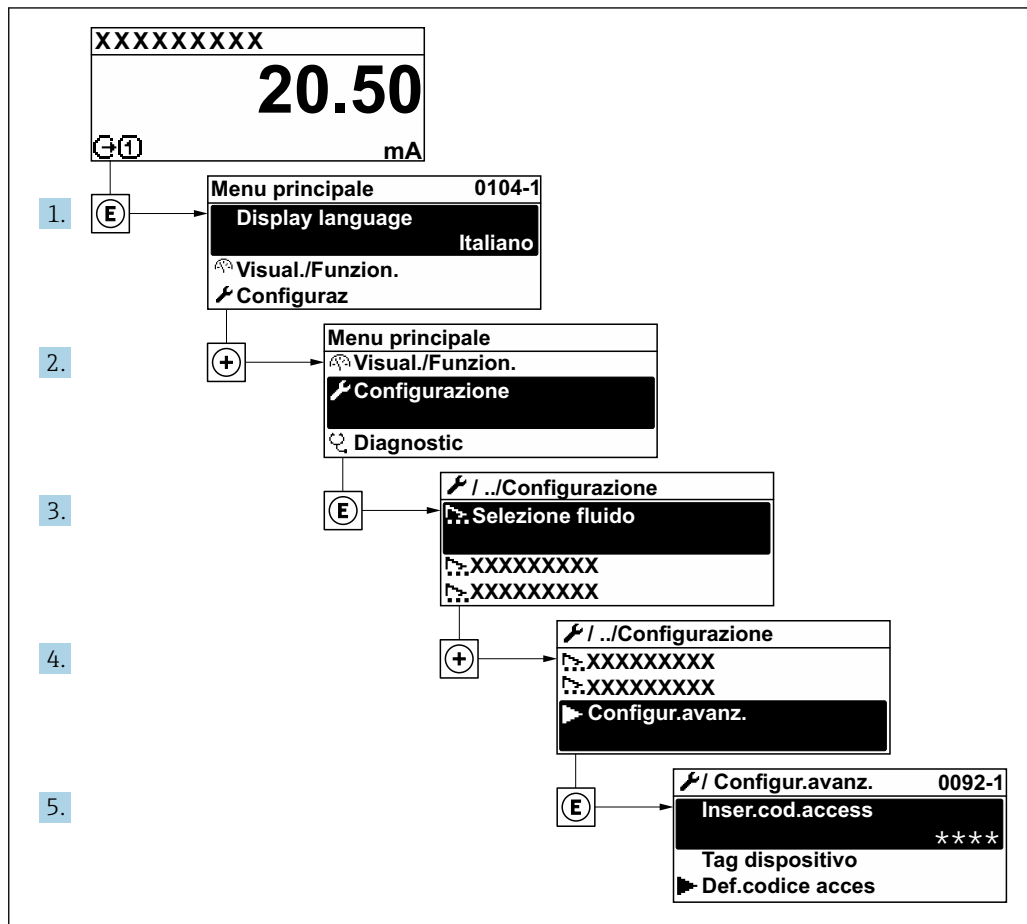 XXXXXXXXX
20.50
1 mA
1. E
Menu principale 0104-1
Display language
Italiano
Visual./Funzion.
Configuraz
2. +
Menu principale
Visual./Funzion.
Configurazione
Diagnostic
3. E
/ ../Configurazione
Selezione fluido
XXXXXXXXX
XXXXXXXXX
4. +
/ ../Configurazione
XXXXXXXXX
XXXXXXXXX
Configur.avanz.
5. E
/ Configur.avanz. 0092-1
Inser.cod.access
****
Tag dispositivo
Def.codice acces